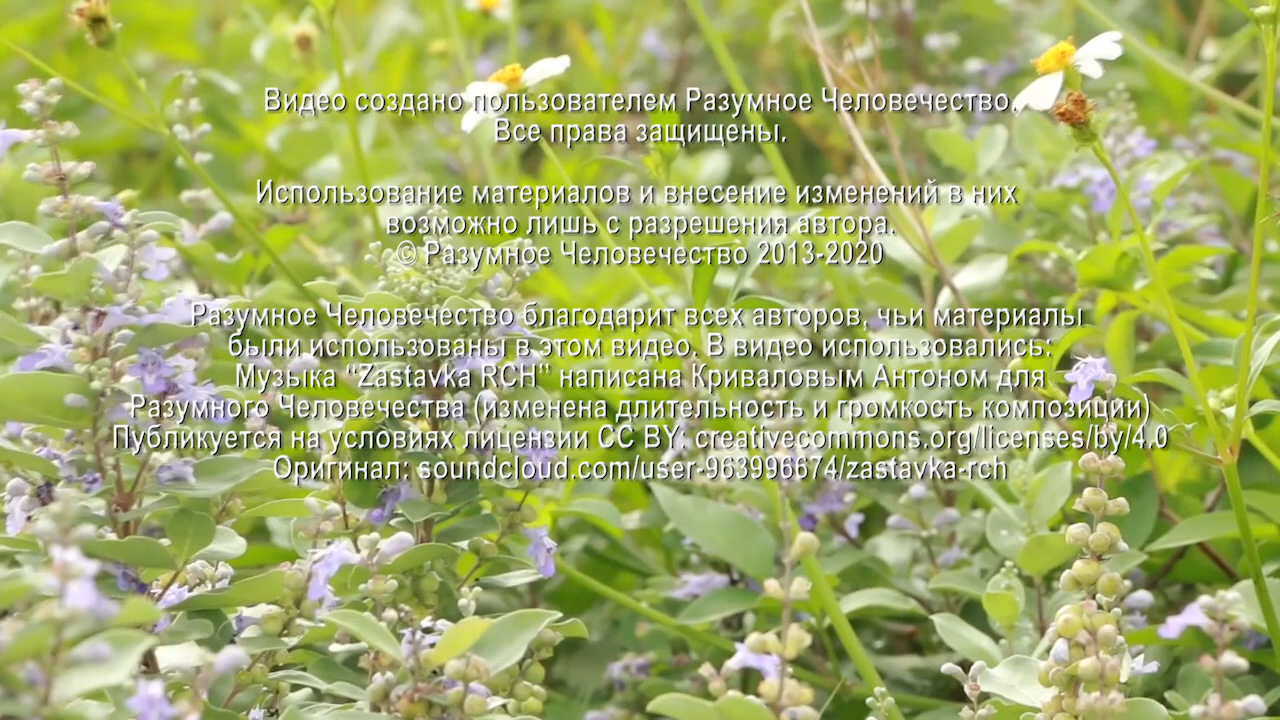 Видео создано пользователем Разумное Человечество.
Все права защищены.
Использование материалов и внесение изменений в них
возможно лишь с разрешения автора.
© Разумное Человечество 2013-2020
Разумное Человечество благодарит всех авторов, чьи материалы
были использованы в этом видео. В видео использовались:
Музыка “Zastavka RCH” написана Криваловым Антоном для
Разумного Человечества (изменена длительность и громкость композиции)
Публикуется на условиях лицензии CC BY: creativecommons.org/licenses/by/4.0
Оригинал: soundcloud.com/user-963996674/zastavka-rch